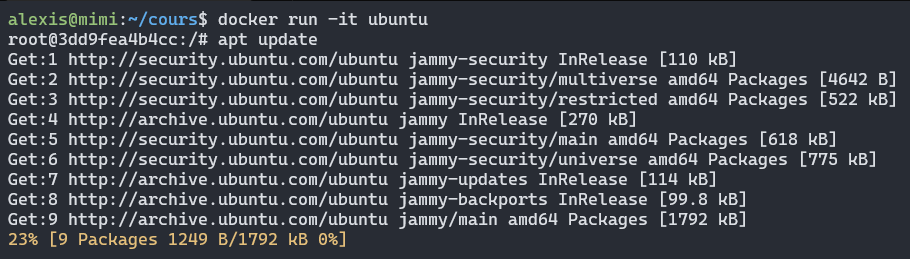 alexis@mimi:~/cours$ docker run -it ubuntu
root@3dd9fea4b4cc:/# apt update
Get:1 http://security.ubuntu.com/ubuntu jammy-security InRelease [110 kB]
Get:2 http://security.ubuntu.com/ubuntu jammy-security/multiverse amd64 Packages [4642 B]
Get:3 http://security.ubuntu.com/ubuntu jammy-security/restricted amd64 Packages [522 kB]
Get:4 http://archive.ubuntu.com/ubuntu jammy InRelease [270 kB]
Get:5 http://security.ubuntu.com/ubuntu jammy-security/main amd64 Packages [618 kB]
Get:6 http://security.ubuntu.com/ubuntu jammy-security/universe amd64 Packages [775 kB]
Get:7 http://archive.ubuntu.com/ubuntu jammy-updates InRelease [114 kB]
Get:8 http://archive.ubuntu.com/ubuntu jammy-backports InRelease [99.8 kB]
Get:9 http://archive.ubuntu.com/ubuntu jammy/main amd64 Packages [1792 kB]
23% [9 Packages 1249 B/1792 kB 0%]